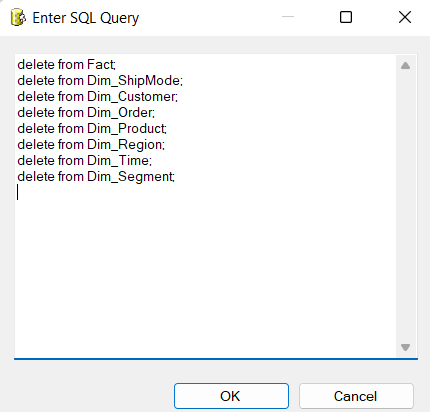 Enter SQL Query
delete from Fact;
delete from Dim_ShipMode;
delete from Dim_Customer;
delete from Dim_Order;
delete from Dim_Product;
delete from Dim_Region;
delete from Dim_Time;
delete from Dim_Segment;
OK
Cancel